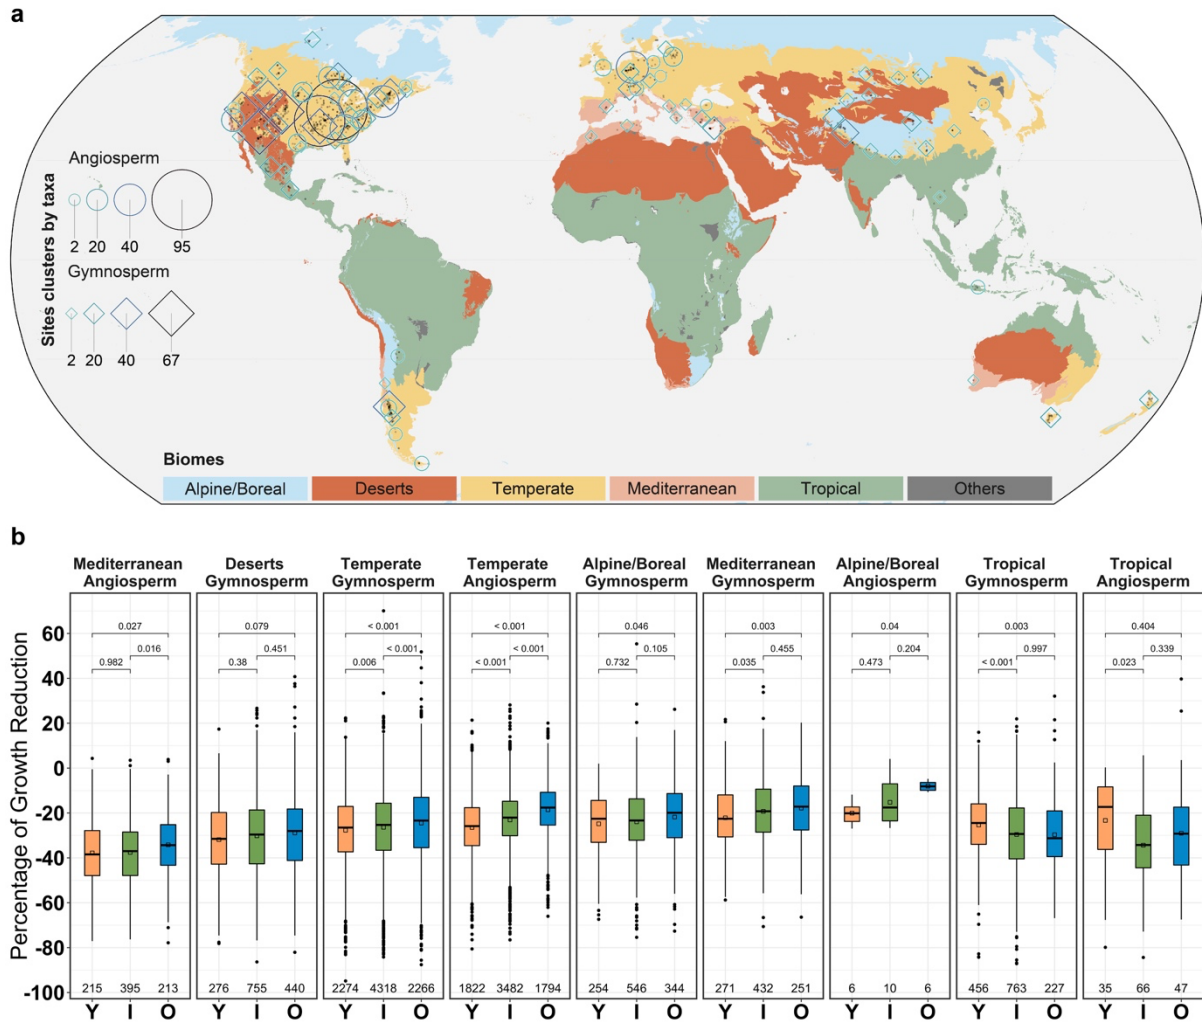 a
Angiosperm
2 20 40 95
Gymnosperm
2 20 40 67
Sites clusters by taxa
Biomes
Alpine/Boreal Deserts Temperate Mediterranean Tropical Others
b
Mediterranean Deserts Temperate Temperate Alpine/Boreal Mediterranean Alpine/Boreal Tropical Tropical
Angiosperm Gymnosperm Gymnosperm Angiosperm Gymnosperm Gymnosperm Angiosperm Gymnosperm Angiosperm
0.027 0.079 < 0.001 < 0.001 0.046 0.003 0.04 0.003 0.404
0.016 0.451 < 0.001 < 0.001 0.105 0.455 0.204 0.997 0.339
0.982 0.38 0.006 < 0.001 0.732 0.035 0.473 < 0.001 0.023
Percentage of Growth Reduction
60
40
20
0
-20
-40
-60
-80
-100
215 395 213 276 755 440 2274 4318 2266 1822 3482 1794 254 546 344 271 432 251 6 10 6 456 763 227 35 66 47
Y I O Y I O Y I O Y I O Y I O Y I O Y I O Y I O Y I O